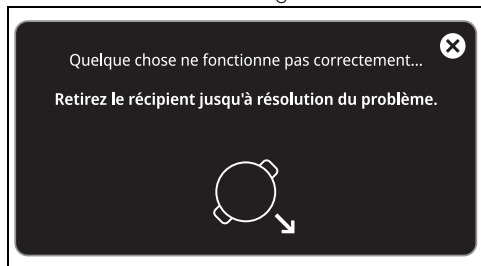 Quelque chose ne fonctionne pas correctement...
Retirez le récipient jusqu'à résolution du problème.